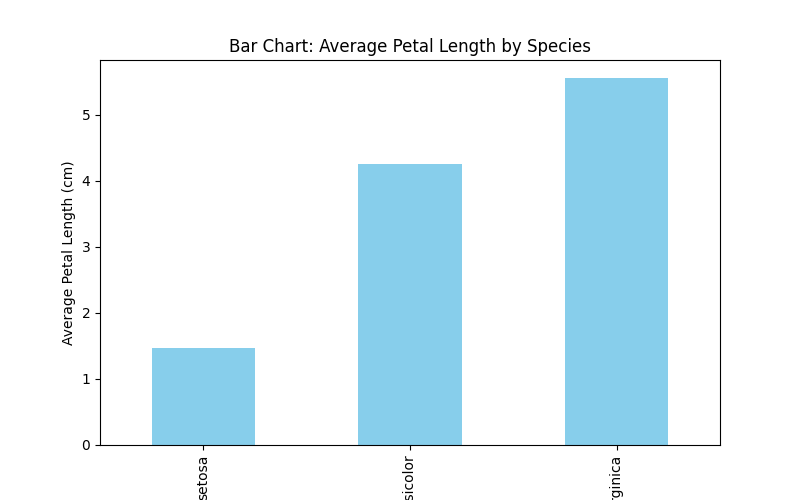 Bar Chart: Average Petal Length by Species
Average Petal Length (cm)
5
4
3
2
1
0
setosa
sicolor
rginica